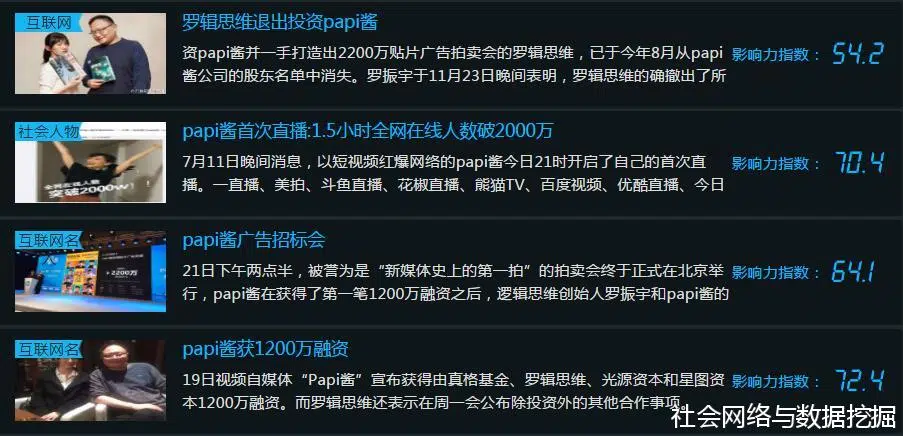 互联网
罗辑思维退出投资papi酱
资papi酱并一手打造出2200万贴片广告拍卖会的罗辑思维，已于今年8月从papi
酱公司的股东名单中消失。罗振宇于11月23日晚间表明，罗辑思维的确撤出了所
影响力指数： 54.2
社会人物
papi酱首次直播:1.5小时全网在线人数破2000万
7月11日晚间消息，以短视频红爆网络的papi酱今日21时开启了自己的首次直
播。一直播、美拍、斗鱼直播、花椒直播、熊猫TV、百度视频、优酷直播、今日
影响力指数： 70.4
全网在线人数
突破2000w！
互联网名
papi酱广告招标会
21日下午两点半，被誉为是“新媒体史上的第一拍”的拍卖会终于正式在北京举
行，papi酱在获得了第一笔1200万融资之后，逻辑思维创始人罗振宇和papi酱的
影响力指数： 64.1
2200万
互联网名
papi酱获1200万融资
19日视频自媒体“Papi酱”宣布获得由真格基金、罗辑思维、光源资本和星图资
本1200万融资。而罗辑思维还表示在周一会公布除投资外的其他合作事项。
影响力指数： 72.4
社会网络与数据挖掘